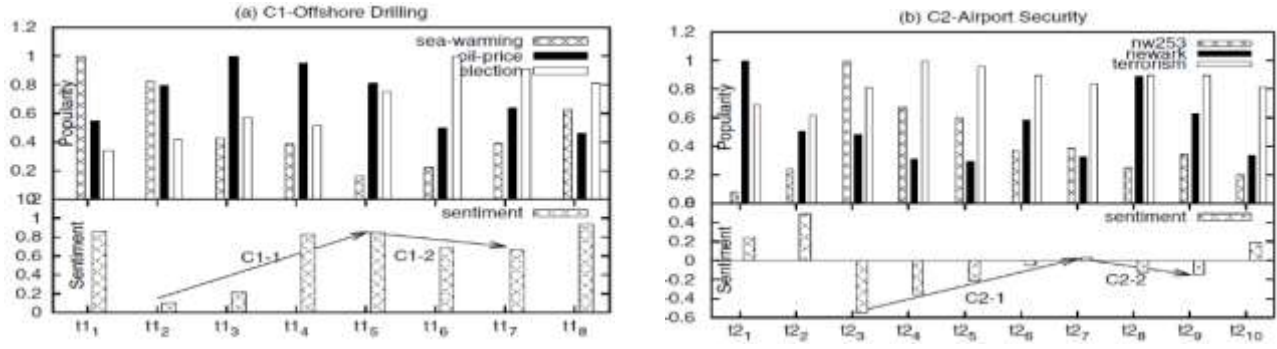 (a) C1-Offshore Drilling
1.2
1
0.8
0.6
0.4
0.2
Popularity
sea-warming
oil-price
election
1
0.8
0.6
0.4
0.2
0
Sentiment
sentiment
C1-1
C1-2
t1₁ t1₂ t1₃ t1₄ t1₅ t1₆ t1₇ t1₈
(b) C2-Airport Security
1.2
1
0.8
0.6
0.4
0.2
Popularity
nw253
newark
terrorism
0.4
0.2
0
-0.2
-0.4
-0.6
Sentiment
sentiment
C2-1
C2-2
t2₁ t2₂ t2₃ t2₄ t2₅ t2₆ t2₇ t2₈ t2₉ t2₁₀